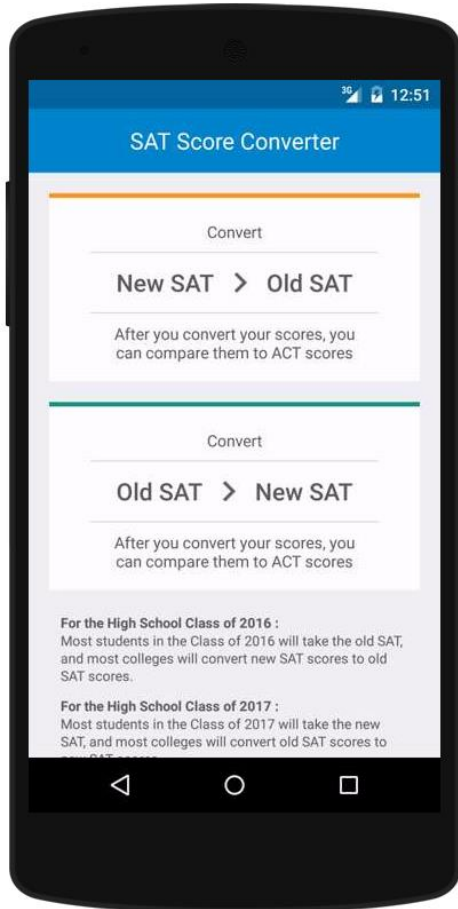 3G 12:51
SAT Score Converter
Convert
New SAT > Old SAT
After you convert your scores, you
can compare them to ACT scores
Convert
Old SAT > New SAT
After you convert your scores, you
can compare them to ACT scores
For the High School Class of 2016 :
Most students in the Class of 2016 will take the old SAT,
and most colleges will convert new SAT scores to old
SAT scores.
For the High School Class of 2017 :
Most students in the Class of 2017 will take the new
SAT, and most colleges will convert old SAT scores to
new SAT scores